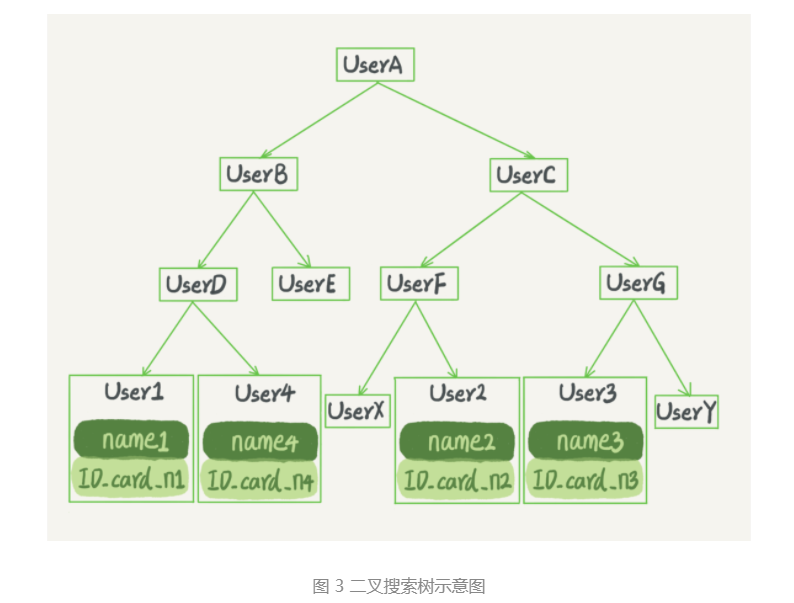 UserA
UserB
UserC
UserD
UserE
UserF
UserG
User1
name1
ID_card_n1
User4
name4
ID_card_n4
UserX
User2
name2
ID_card_n2
User3
name3
ID_card_n3
UserY
图 3 二叉搜索树示意图